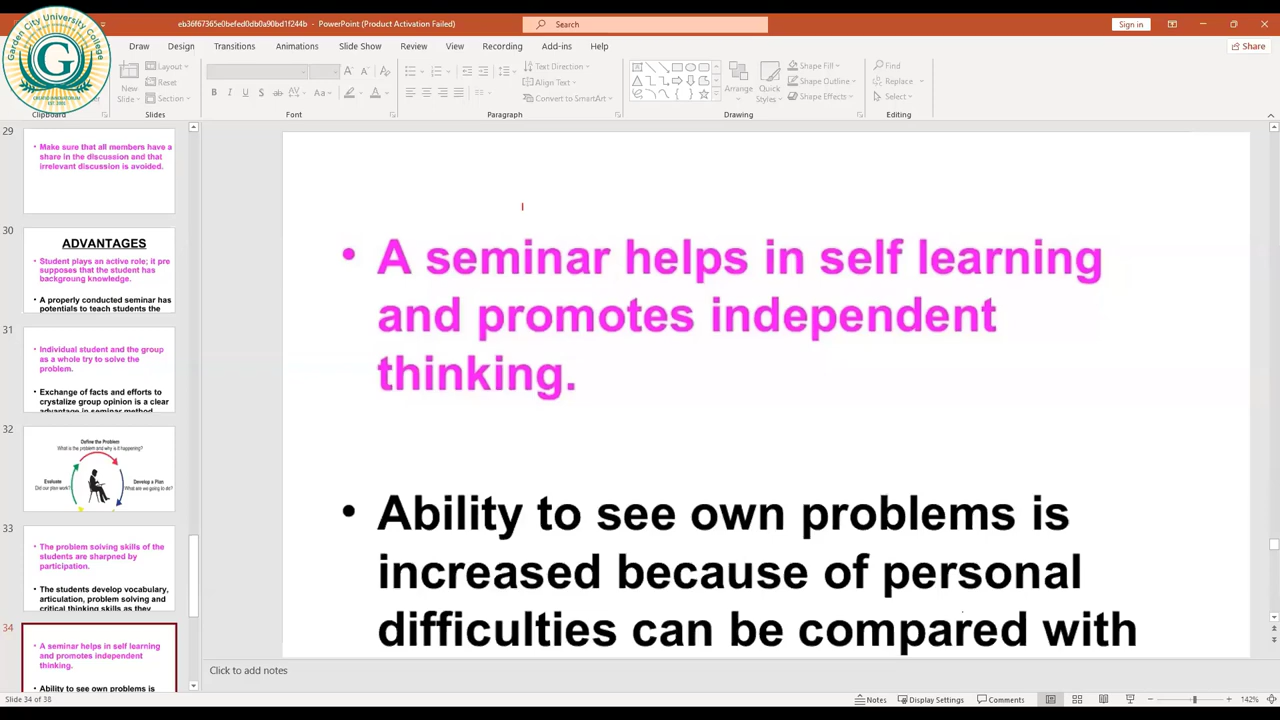 eb36f67365e0befed0db0a90bd1f244b - PowerPoint (Product Activation Failed)
Search
Sign in
Garden City University College
G
EST. 2001
Draw Design Transitions Animations Slide Show Review View Recording Add-ins Help
Share
New Slide
Layout
Reset
Section
Text Direction
Align Text
Convert to SmartArt
Arrange
Quick Styles
Shape Fill
Shape Outline
Shape Effects
Find
Replace
Select
Clipboard Slides Font Paragraph Drawing Editing
29
• Make sure that all members have a
share in the discussion and that
irrelevant discussion is avoided.
30
ADVANTAGES
• Student plays an active role; it pre
supposes that the student has
backgroung knowledge.
• A properly conducted seminar has
potentials to teach students the
31
• Individual student and the group
as a whole try to solve the
problem.
• Exchange of facts and efforts to
crystalize group opinion is a clear
advantage in seminar method
32
Define the Problem
What is the problem and why is it happening?
Evaluate
Did our plan work?
Develop a Plan
What are we going to do?
33
• The problem solving skills of the
students are sharpned by
participation.
• The students develop vocabulary,
articulation, problem solving and
critical thinking skills as they
34
• A seminar helps in self learning
and promotes independent
thinking.
• Ability to see own problems is
• A seminar helps in self learning
and promotes independent
thinking.
• Ability to see own problems is
increased because of personal
difficulties can be compared with
Click to add notes
Slide 34 of 38
Notes Display Settings Comments 142%